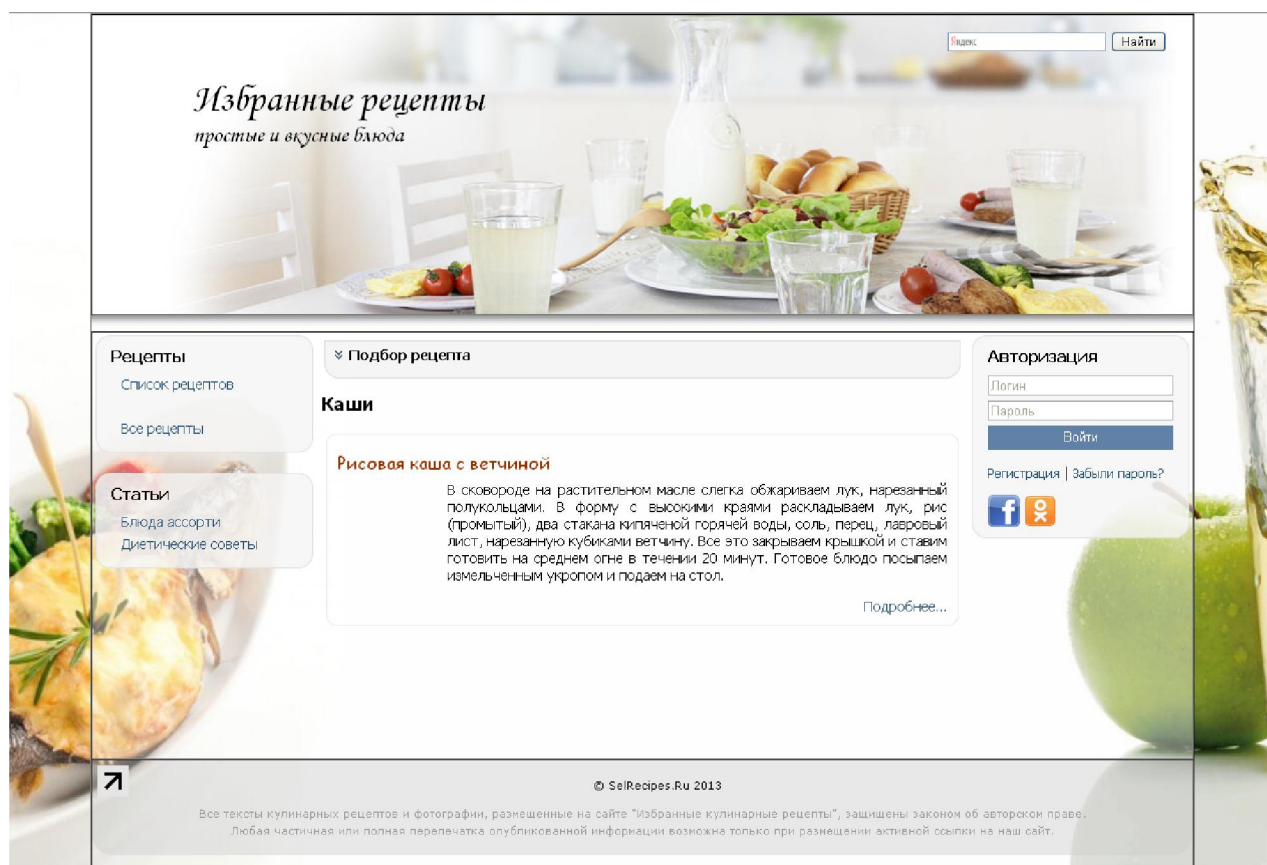 Яндекс
Найти
Избранные рецепты
простые и вкусные блюда
Рецепты
Список рецептов
Все рецепты
Статьи
Блюда ассорти
Диетические советы
Подбор рецепта
Каши
Рисовая каша с ветчиной
В сковороде на растительном масле слегка обжариваем лук, нарезанный
полукольцами. В форму с высокими краями раскладываем лук, рис
(промытый), два стакана кипяченой горячей воды, соль, перец, лавровый
лист, нарезанную кубиками ветчину. Все это закрываем крышкой и ставим
готовить на среднем огне в течении 20 минут. Готовое блюдо посыпаем
измельченным укропом и подаем на стол.
Подробнее...
Авторизация
Логин
Пароль
Войти
Регистрация | Забыли пароль?
© SelRecipes.Ru 2013
Все тексты кулинарных рецептов и фотографии, размещенные на сайте "Избранные кулинарные рецепты", защищены законом об авторском праве.
Любая частичная или полная перепечатка опубликованной информации возможна только при размещении активной ссылки на наш сайт.